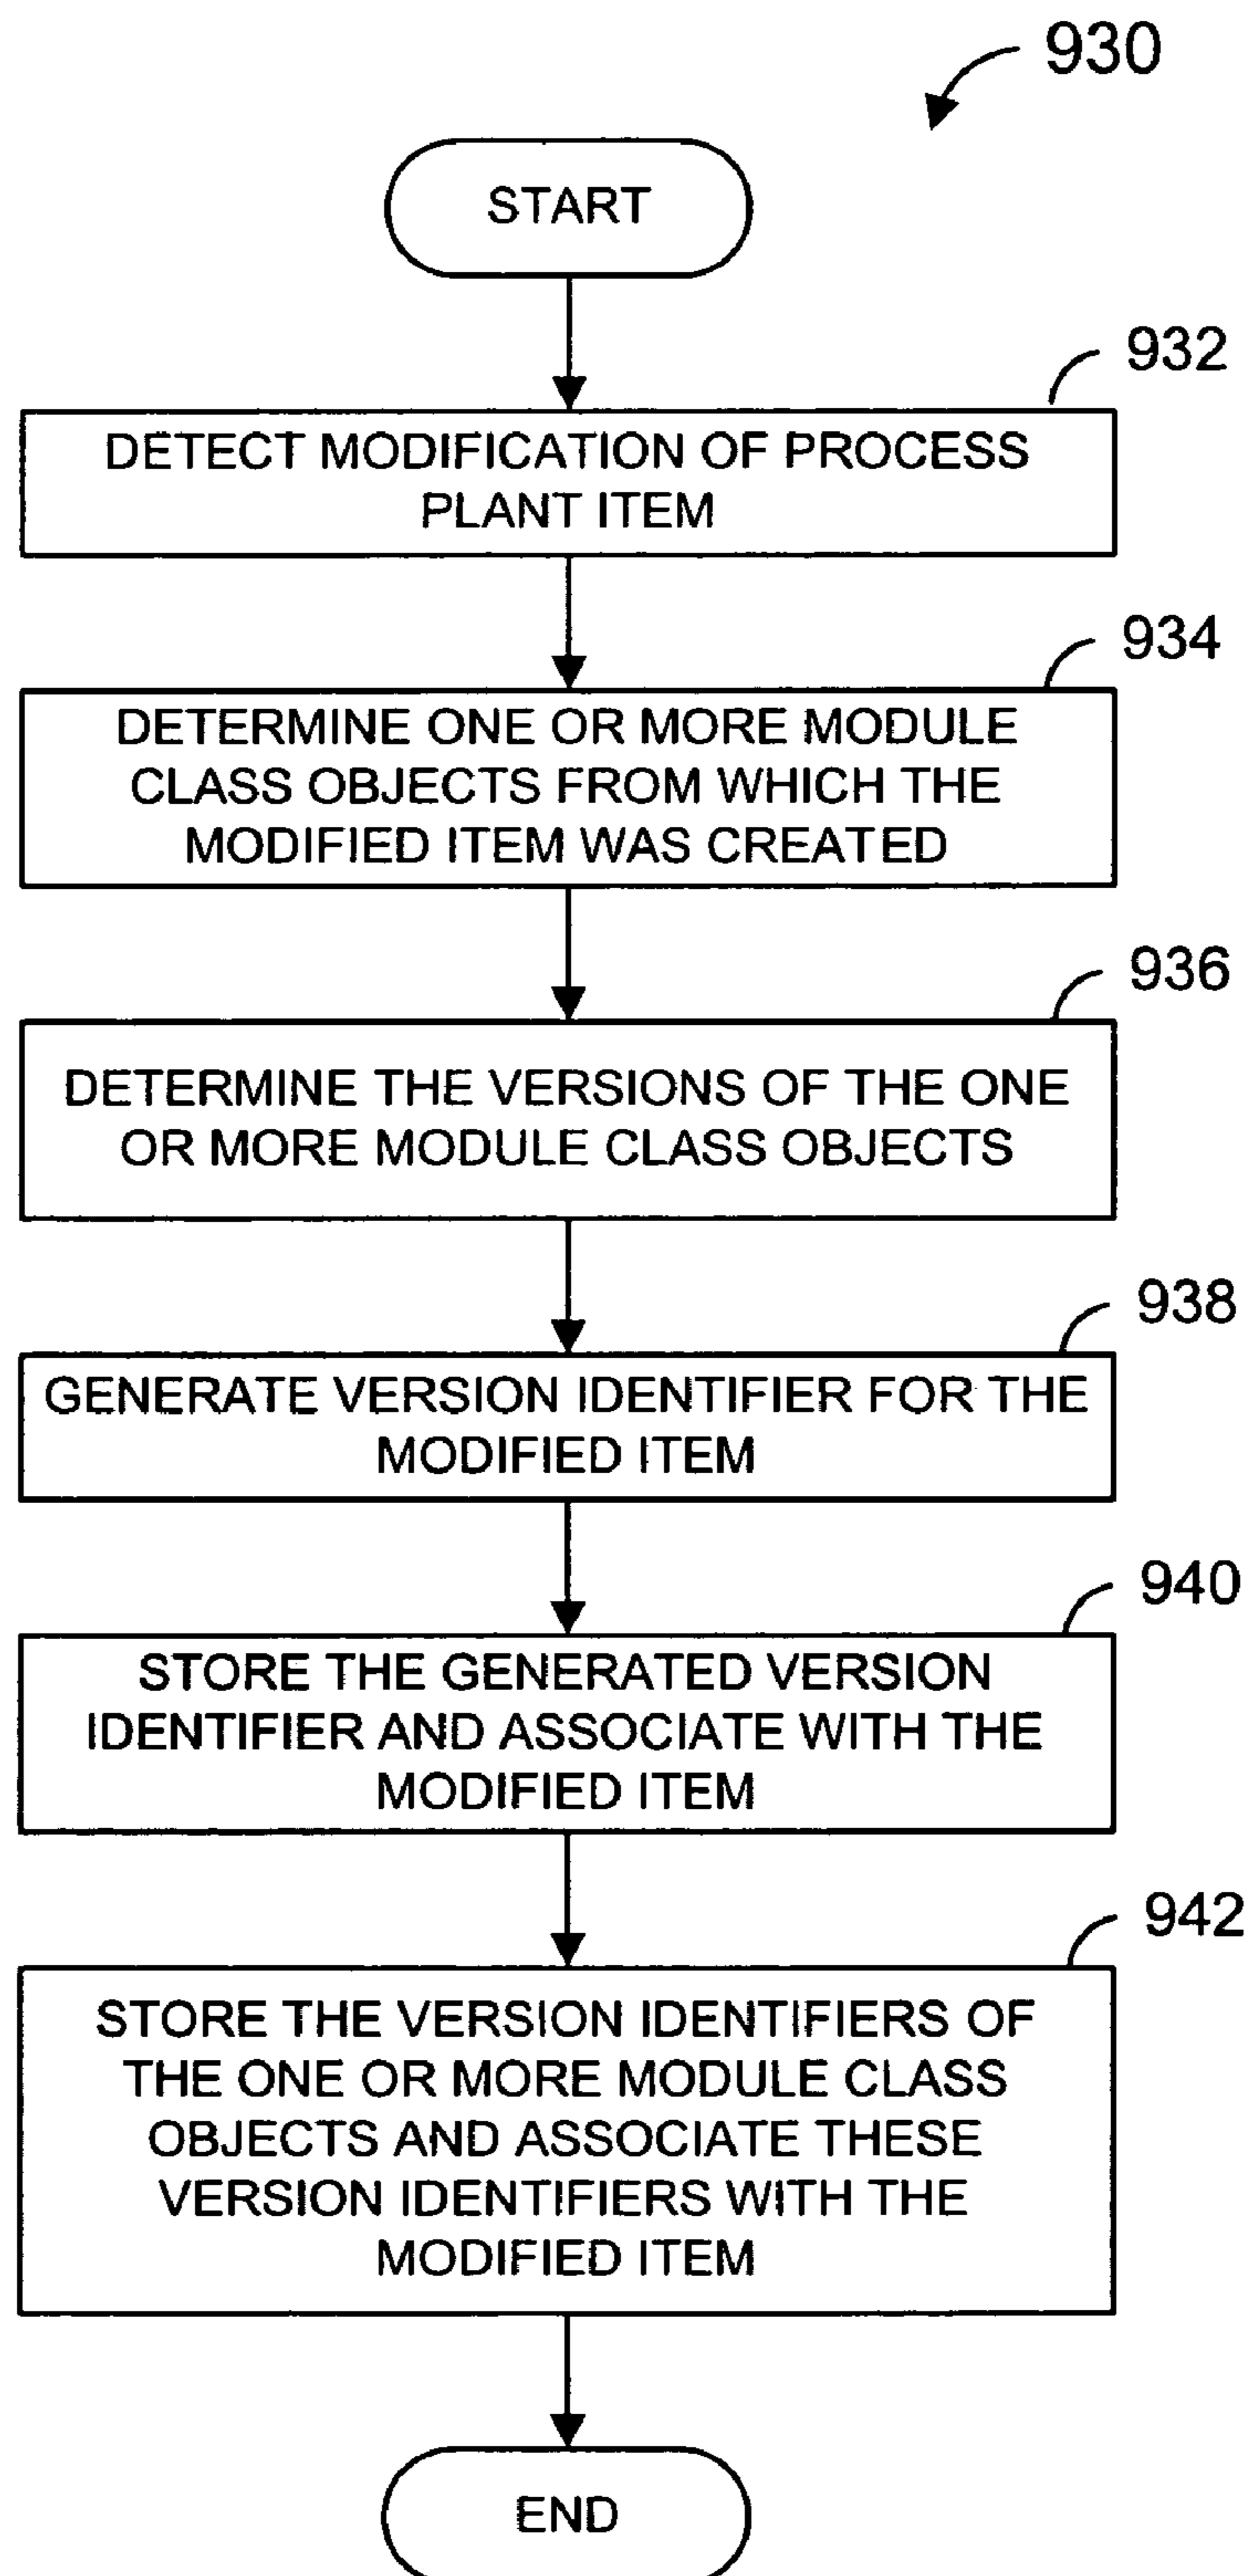 930
START
932
DETECT MODIFICATION OF PROCESS
PLANT ITEM
934
DETERMINE ONE OR MORE MODULE
CLASS OBJECTS FROM WHICH THE
MODIFIED ITEM WAS CREATED
936
DETERMINE THE VERSIONS OF THE ONE
OR MORE MODULE CLASS OBJECTS
938
GENERATE VERSION IDENTIFIER FOR THE
MODIFIED ITEM
940
STORE THE GENERATED VERSION
IDENTIFIER AND ASSOCIATE WITH THE
MODIFIED ITEM
942
STORE THE VERSION IDENTIFIERS OF
THE ONE OR MORE MODULE CLASS
OBJECTS AND ASSOCIATE THESE
VERSION IDENTIFIERS WITH THE
MODIFIED ITEM
END